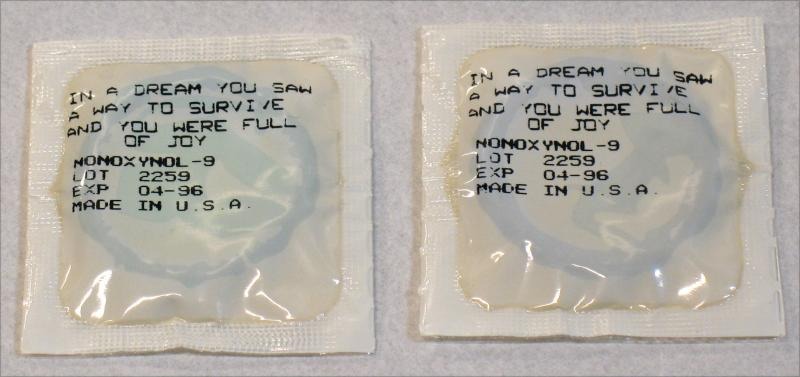 IN A DREAM YOU SAW
A WAY TO SURVIVE
AND YOU WERE FULL
OF JOY
NONOXYNOL-9
LOT 2259
EXP 04-96
MADE IN U.S.A.
IN A DREAM YOU SAW
A WAY TO SURVIVE
AND YOU WERE FULL
OF JOY
NONOXYNOL-9
LOT 2259
EXP 04-96
MADE IN U.S.A.